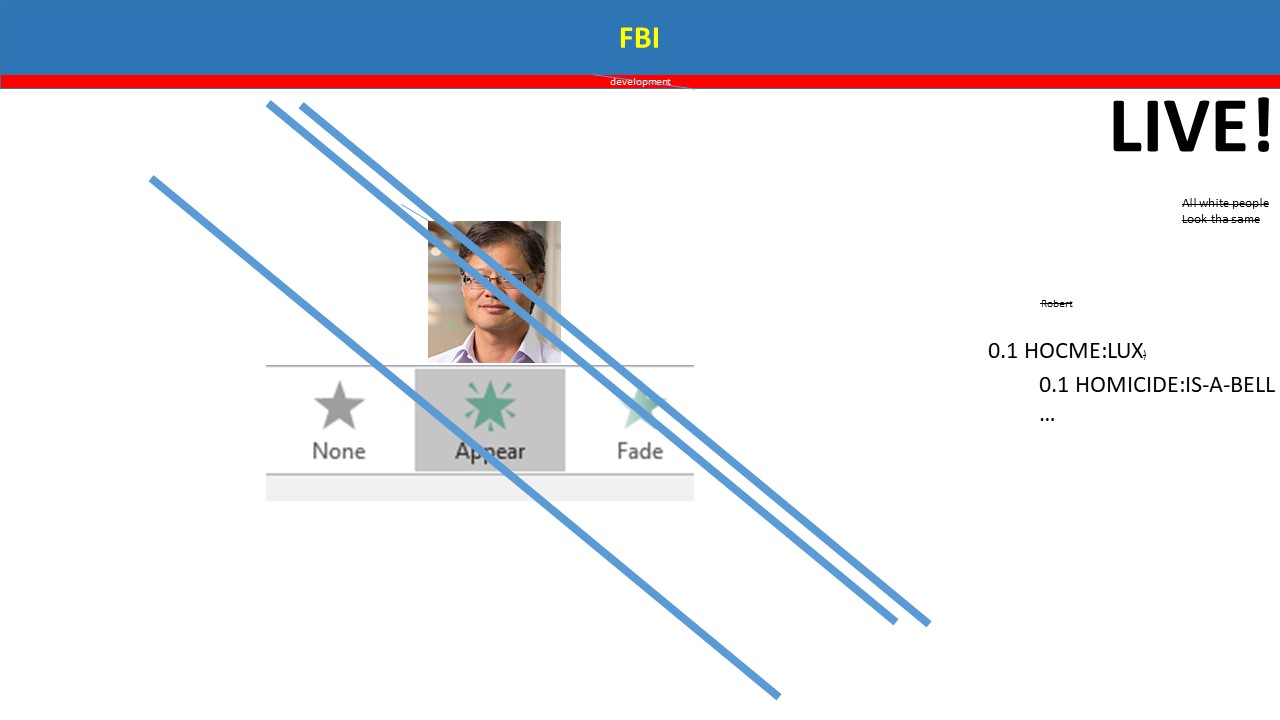 FBI
development
LIVE!
All white people
Look tha same
Robert
0.1 HOCME:LUX
0.1 HOMICIDE:IS-A-BELL
...
None
Appear
Fade